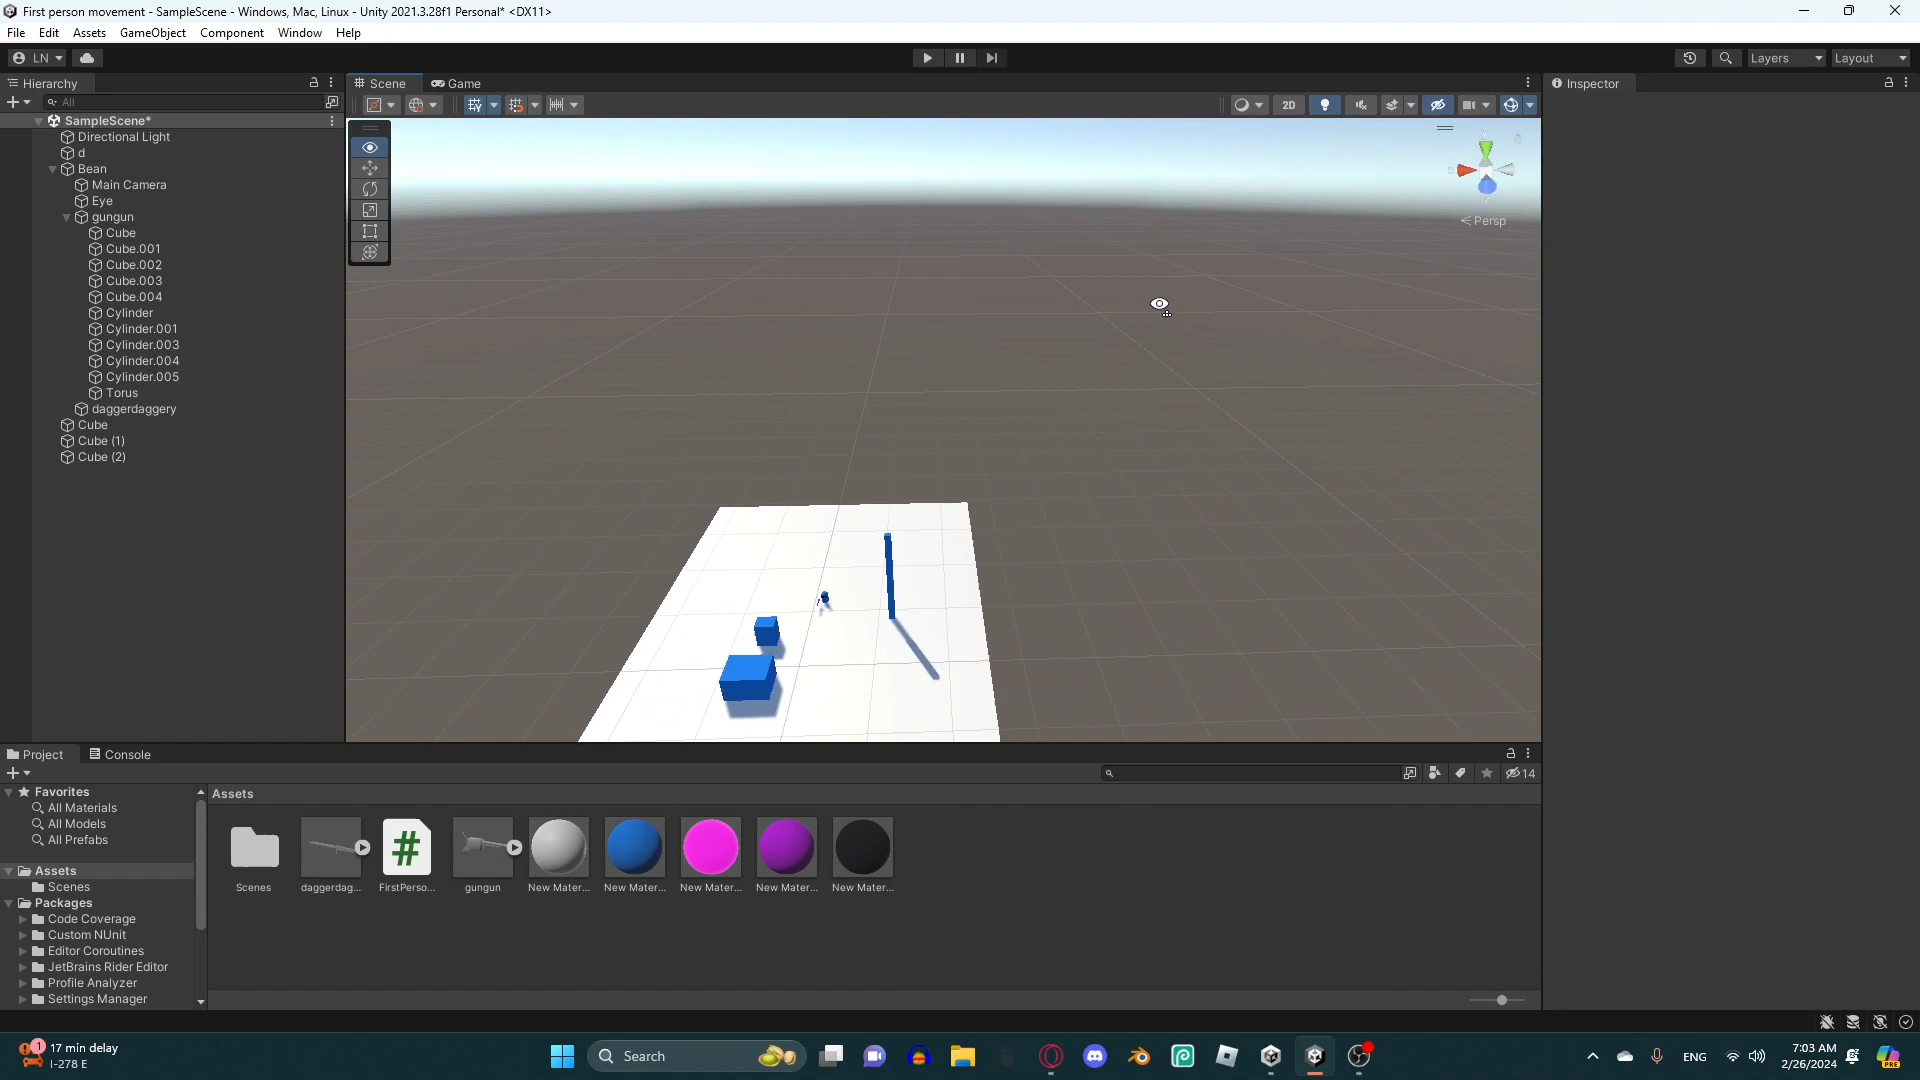 First person movement - SampleScene - Windows, Mac, Linux - Unity 2021.3.28f1 Personal* <DX11>
File Edit Assets GameObject Component Window Help
LN
Layers Layout
Hierarchy
All
SampleScene*
Directional Light
d
Bean
Main Camera
Eye
gungun
Cube
Cube.001
Cube.002
Cube.003
Cube.004
Cylinder
Cylinder.001
Cylinder.003
Cylinder.004
Cylinder.005
Torus
daggerdaggery
Cube
Cube (1)
Cube (2)
Scene Game
2D
Persp
Inspector
Project Console
14
Favorites
All Materials
All Models
All Prefabs
Assets
Scenes
Packages
Code Coverage
Custom NUnit
Editor Coroutines
JetBrains Rider Editor
Profile Analyzer
Settings Manager
Assets
Scenes daggerdag... FirstPerso... gungun New Mater... New Mater... New Mater... New Mater... New Mater...
1 17 min delay
I-278 E
Search
ENG
7:03 AM
2/26/2024
PRE